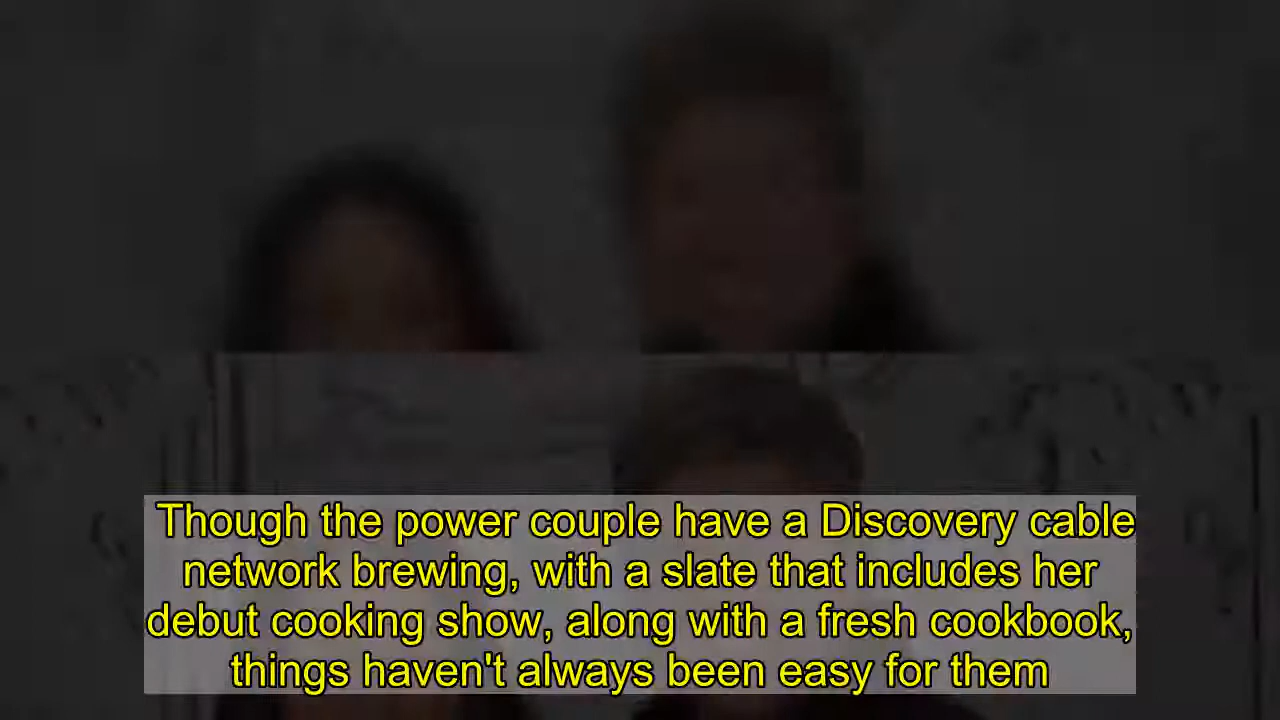 Though the power couple have a Discovery cable
network brewing, with a slate that includes her
debut cooking show, along with a fresh cookbook,
things haven't always been easy for them